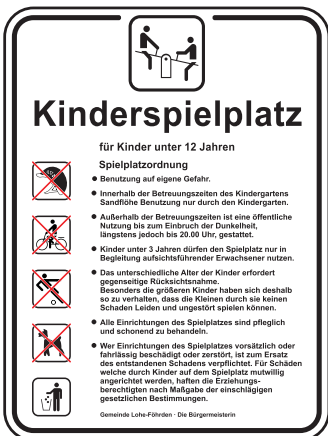 Kinderspielplatz
für Kinder unter 12 Jahren
Spielplatzordnung
● Benutzung auf eigene Gefahr.
● Innerhalb der Betreuungszeiten des Kindergartens
Sandflöhe Benutzung nur durch den Kindergarten.
● Außerhalb der Betreuungszeiten ist eine öffentliche
Nutzung bis zum Einbruch der Dunkelheit,
längstens jedoch bis 20.00 Uhr, gestattet.
● Kinder unter 3 Jahren dürfen den Spielplatz nur in
Begleitung aufsichtsführender Erwachsener nutzen.
● Das unterschiedliche Alter der Kinder erfordert
gegenseitige Rücksichtnahme.
Besonders die größeren Kinder haben sich deshalb
so zu verhalten, dass die Kleinen durch sie keinen
Schaden Leiden und ungestört spielen können.
● Alle Einrichtungen des Spielpatzes sind pfleglich
und schonend zu behandeln.
● Wer Einrichtungen des Spielpatzes vorsätzlich oder
fahrlässig beschädigt oder zerstört, ist zum Ersatz
des entstandenen Schadens verpflichtet. Für Schäden
welche durch Kinder auf dem Spielplatz mutwillig
angerichtet werden, haften die Erziehungs-
berechtigten nach Maßgabe der einschlägigen
gesetzlichen Bestimmungen.
Gemeinde Lohe-Föhrden · Die Bürgermeisterin